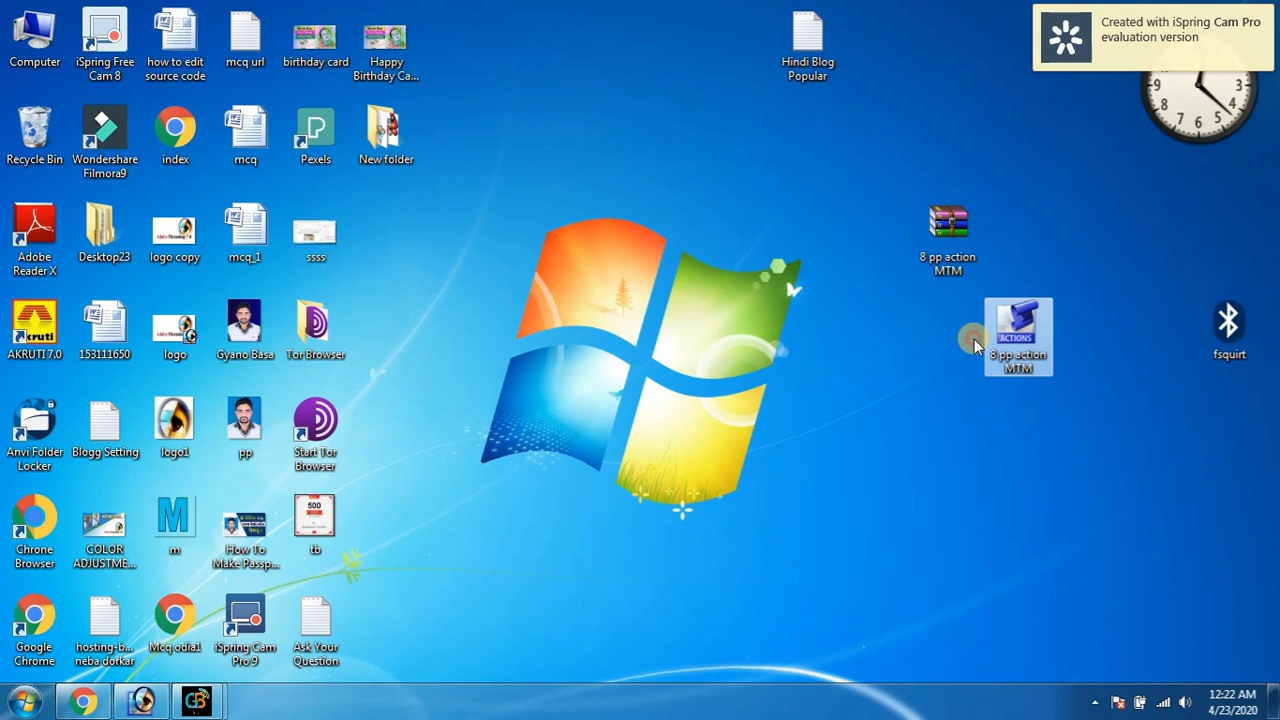 Created with iSpring Cam Pro
evaluation version
Computer
iSpring Free
Cam 8
how to edit
source code
mcq url
birthday card
Happy
Birthday Ca...
Hindi Blog
Popular
Recycle Bin
Wondershare
Filmora9
index
mcq
Pexels
New folder
Adobe
Reader X
Desktop23
logo copy
mcq_1
ssss
8 pp action
MTM
AKRUTI 7.0
153111650
logo
Gyano Basa
Tor Browser
ACTIONS
8 pp action
MTM
fsquirt
Anvi Folder
Locker
Blogg Setting
logo1
pp
Start Tor
Browser
Chrome
Browser
COLOR
ADJUSTME...
m
How To
Make Passp...
500
tb
Google
Chrome
hosting-b...
neba dorkar
Mcq odia1
iSpring Cam
Pro 9
Ask Your
Question
12:22 AM
4/23/2020